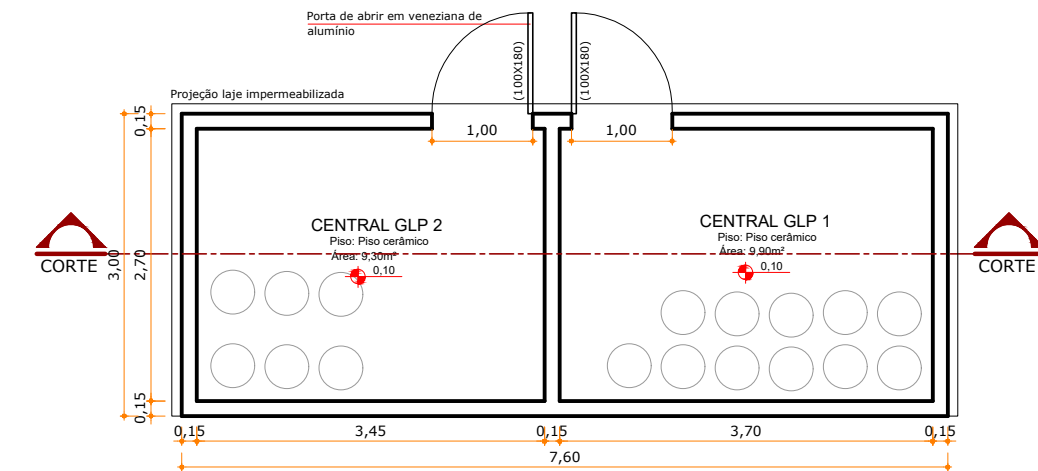 Porta de abrir em veneziana de
alumínio
(100X180)
(100X180)
Projeção laje impermeabilizada
0,15
1,00
1,00
CENTRAL GLP 2
Piso: Piso cerâmico
Área: 9,30m²
0,10
CENTRAL GLP 1
Piso: Piso cerâmico
Área: 9,90m²
0,10
CORTE
CORTE
3,00
2,70
0,15
0,15
3,45
0,15
3,70
0,15
7,60